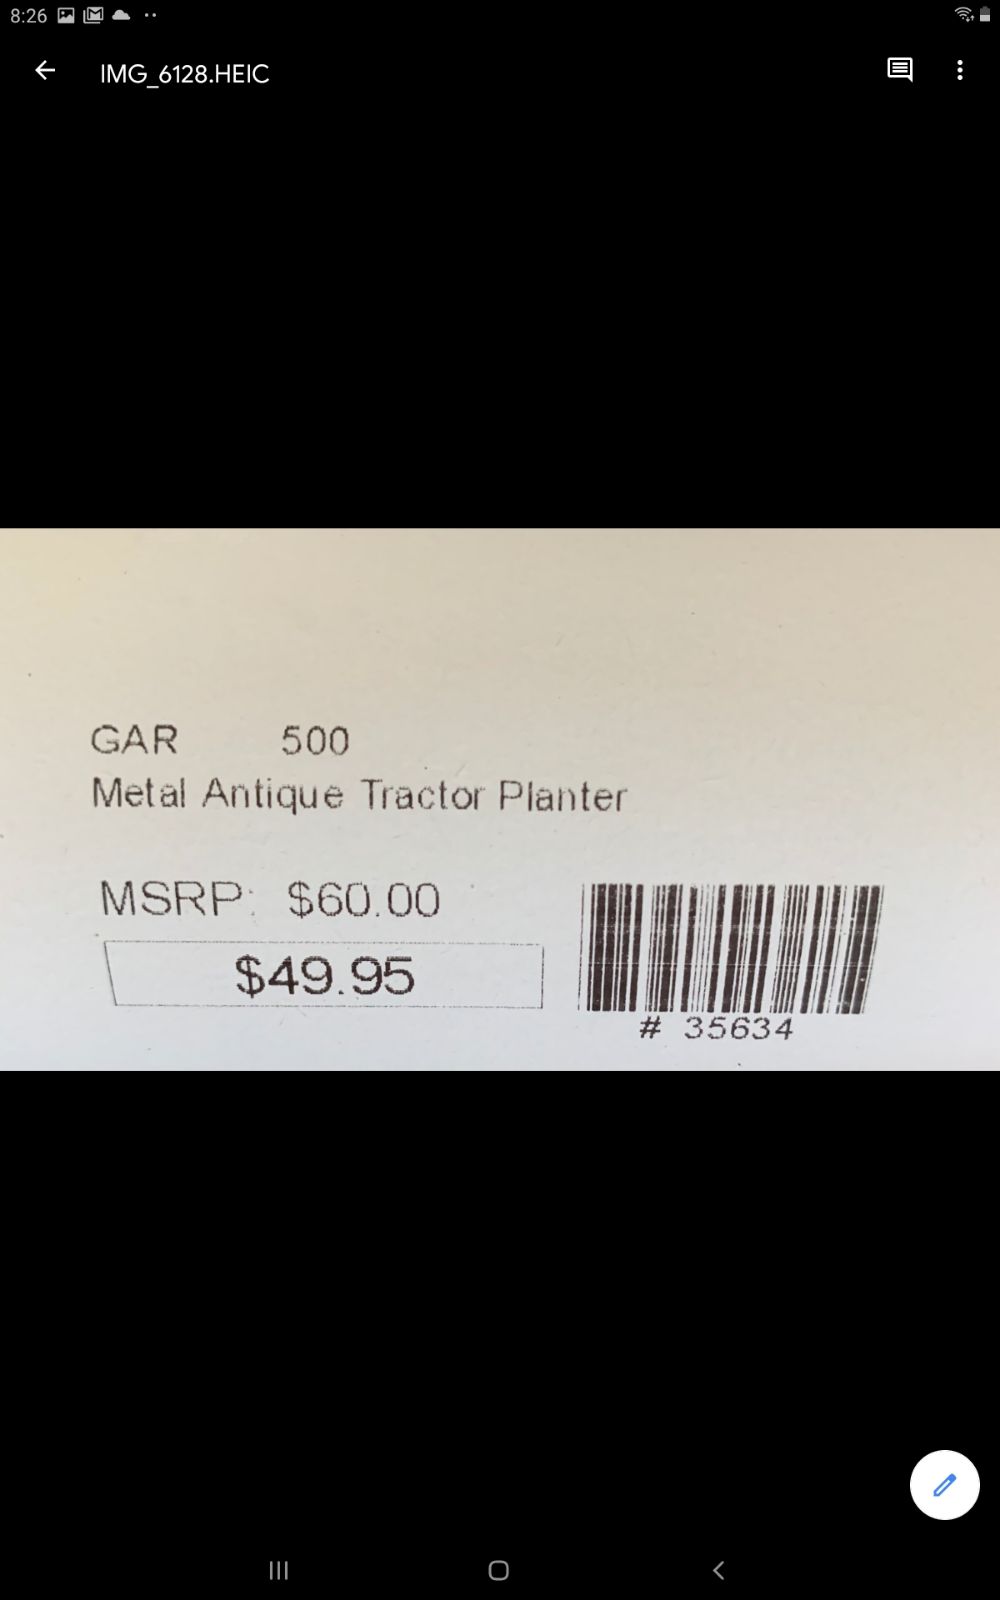 8:26
IMG_6128.HEIC
GAR 500
Metal Antique Tractor Planter
MSRP: $60.00
$49.95
# 35634